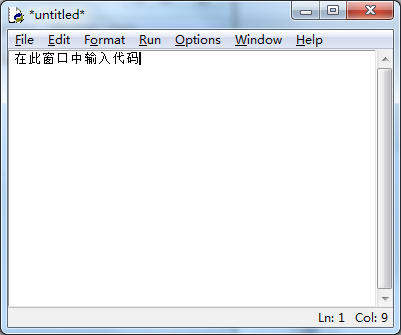 *untitled*
File Edit Format Run Options Window Help
在此窗口中输入代码
Ln: 1 Col: 9